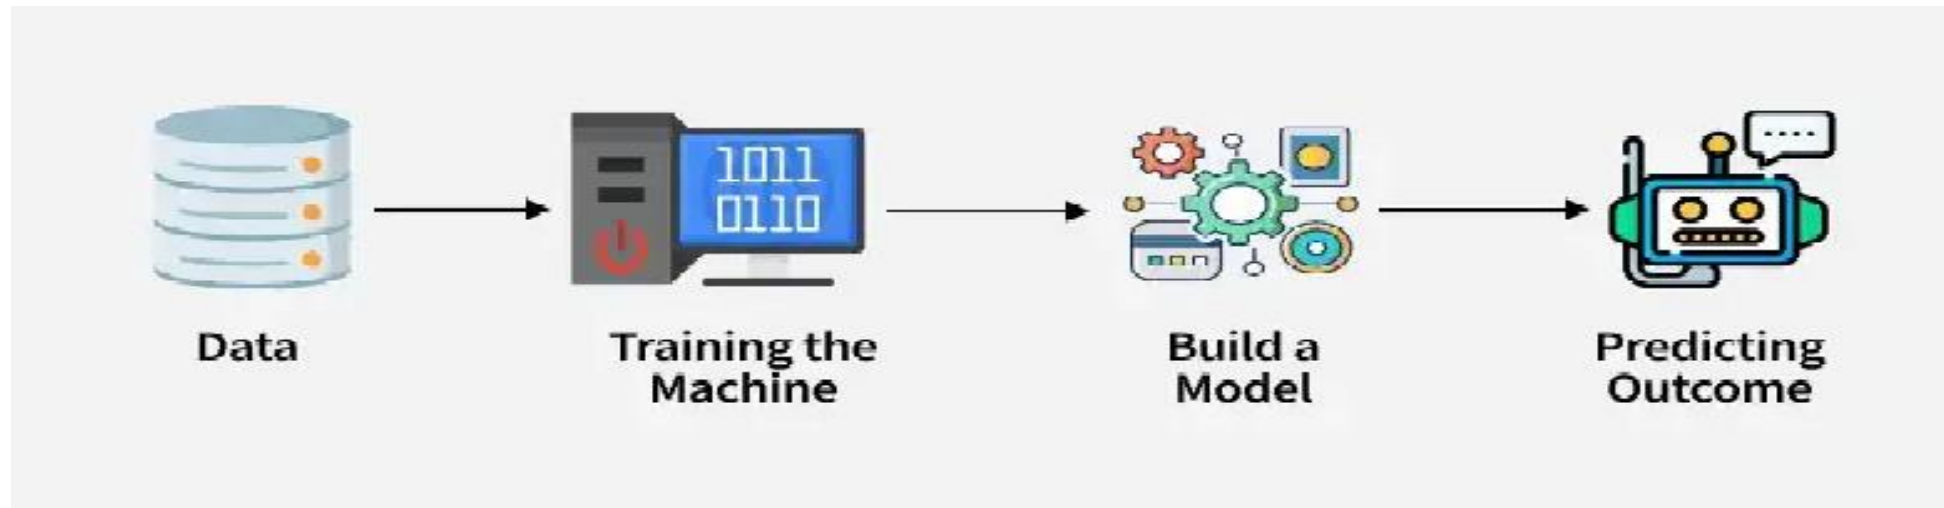 1011
0110
Data
Training the
Machine
Build a
Model
Predicting
Outcome